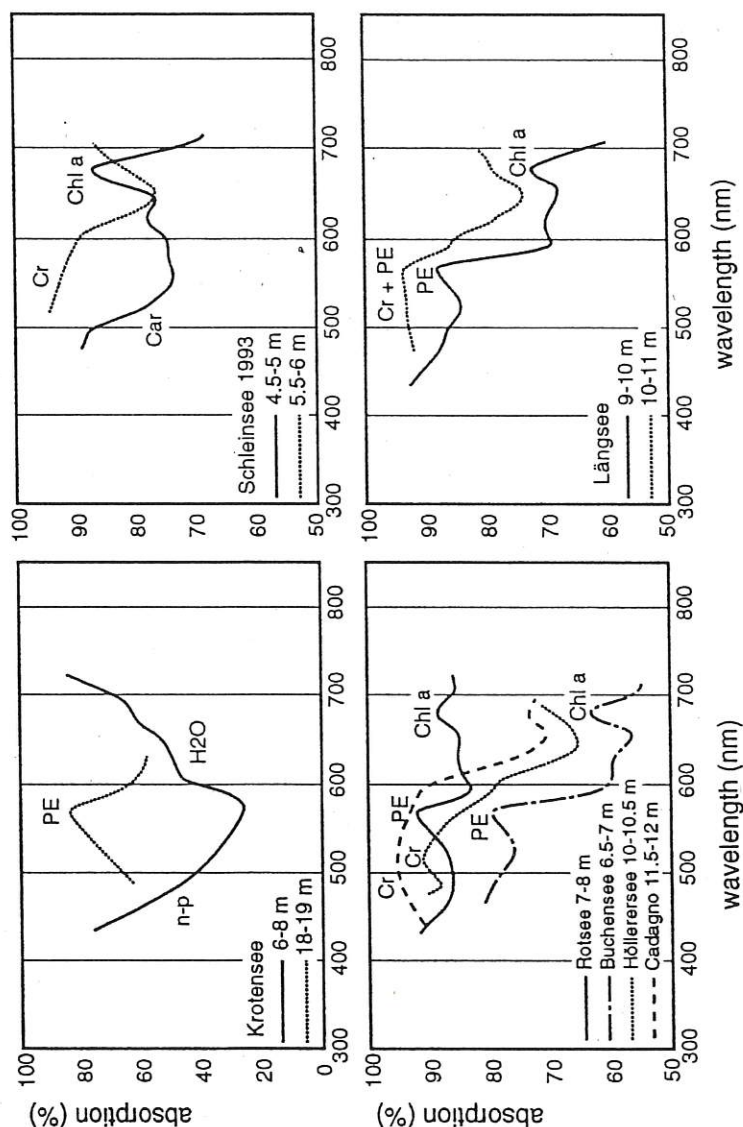 absorption (%)
100
80
60
40
20
0
PE
n-p
H2O
Krotensee
6-8 m
18-19 m
300
400
500
600
700
800
100
90
80
70
60
50
Cr
Car
Chl a
Schleinsee 1993
4.5-5 m
5.5-6 m
300
400
500
600
700
800
absorption (%)
100
90
80
70
60
50
Cr
PE
Cr
PE
Chl a
Chl a
Rotsee 7-8 m
Buchensee 6.5-7 m
Höllerersee 10-10.5 m
Cadagno 11.5-12 m
300
400
500
600
700
800
wavelength (nm)
100
90
80
70
60
50
Cr + PE
PE
Chl a
Längsee
9-10 m
10-11 m
300
400
500
600
700
800
wavelength (nm)